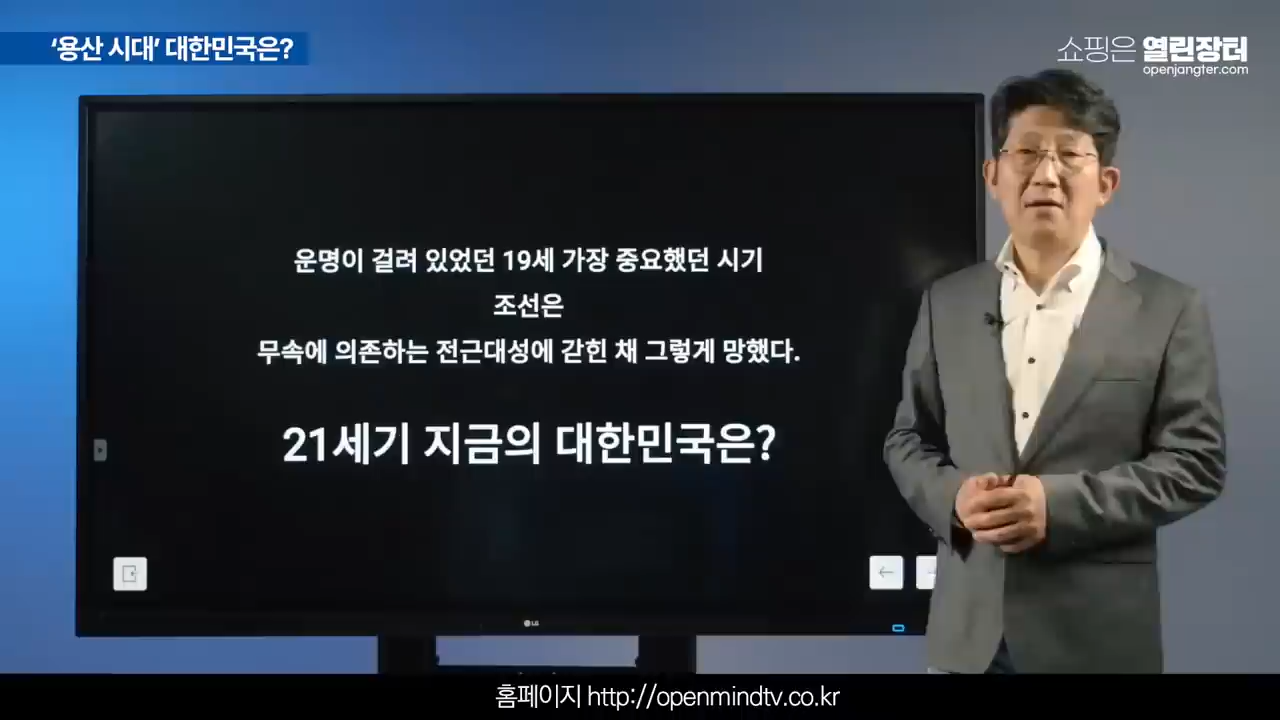 ‘용산 시대’ 대한민국은?
쇼핑은 열린장터
openjangter.com
운명이 걸려 있었던 19세 가장 중요했던 시기
조선은
무속에 의존하는 전근대성에 갇힌 채 그렇게 망했다.
21세기 지금의 대한민국은?
LG
홈페이지 http://openmindtv.co.kr